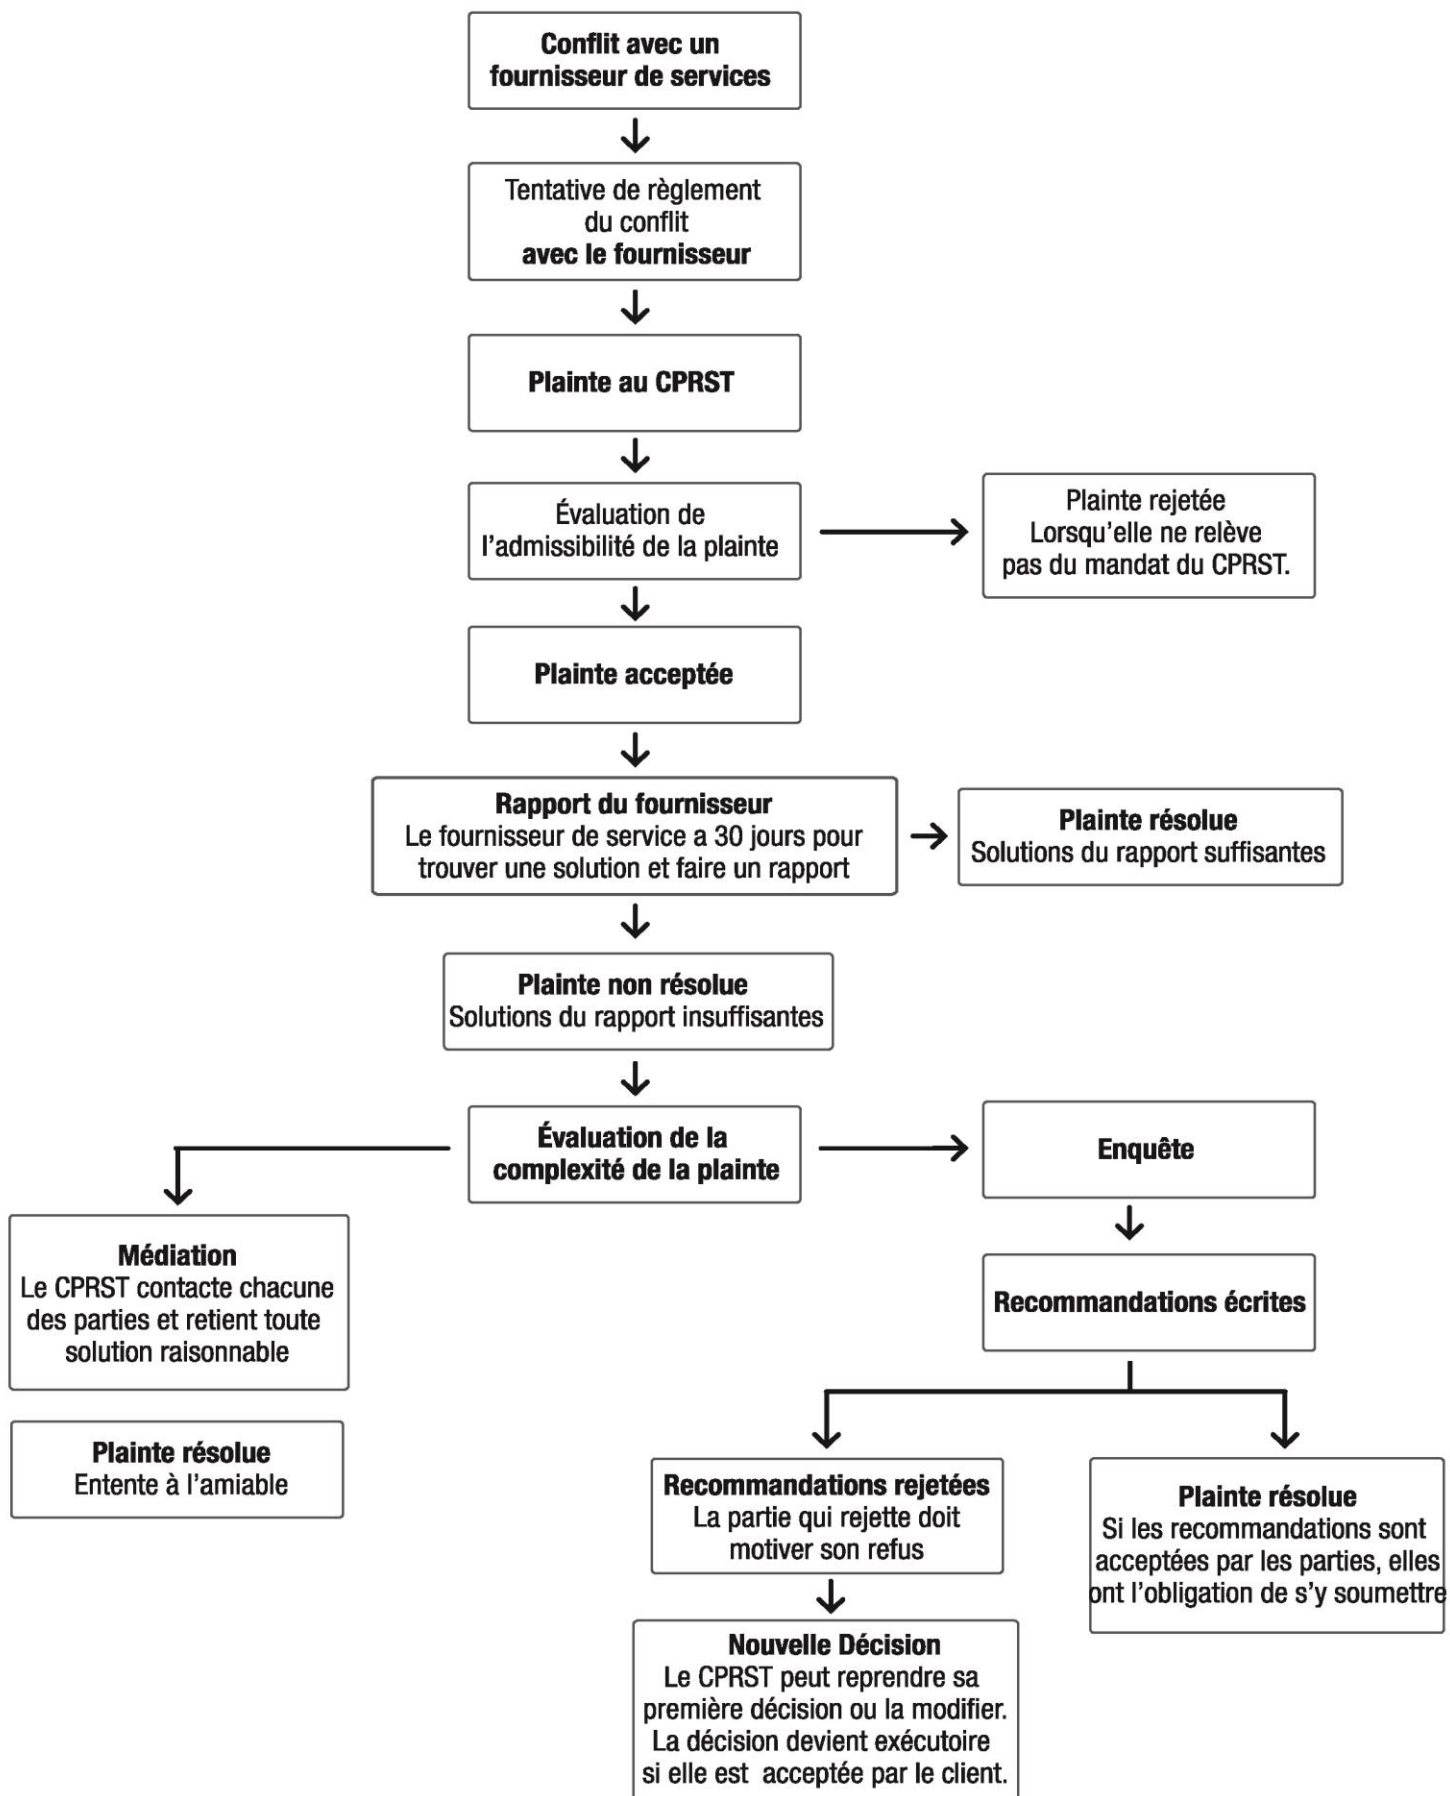 Conflit avec un
fournisseur de services
Tentative de règlement
du conflit
avec le fournisseur
Plainte au CPRST
Évaluation de
l'admissibilité de la plainte
Plainte rejetée
Lorsqu'elle ne relève
pas du mandat du CPRST.
Plainte acceptée
Rapport du fournisseur
Le fournisseur de service a 30 jours pour
trouver une solution et faire un rapport
Plainte résolue
Solutions du rapport suffisantes
Plainte non résolue
Solutions du rapport insuffisantes
Évaluation de la
complexité de la plainte
Enquête
Médiation
Le CPRST contacte chacune
des parties et retient toute
solution raisonnable
Recommandations écrites
Plainte résolue
Entente à l'amiable
Recommandations rejetées
La partie qui rejette doit
motiver son refus
Plainte résolue
Si les recommandations sont
acceptées par les parties, elles
ont l'obligation de s'y soumettre
Nouvelle Décision
Le CPRST peut reprendre sa
première décision ou la modifier.
La décision devient exécutoire
si elle est acceptée par le client.